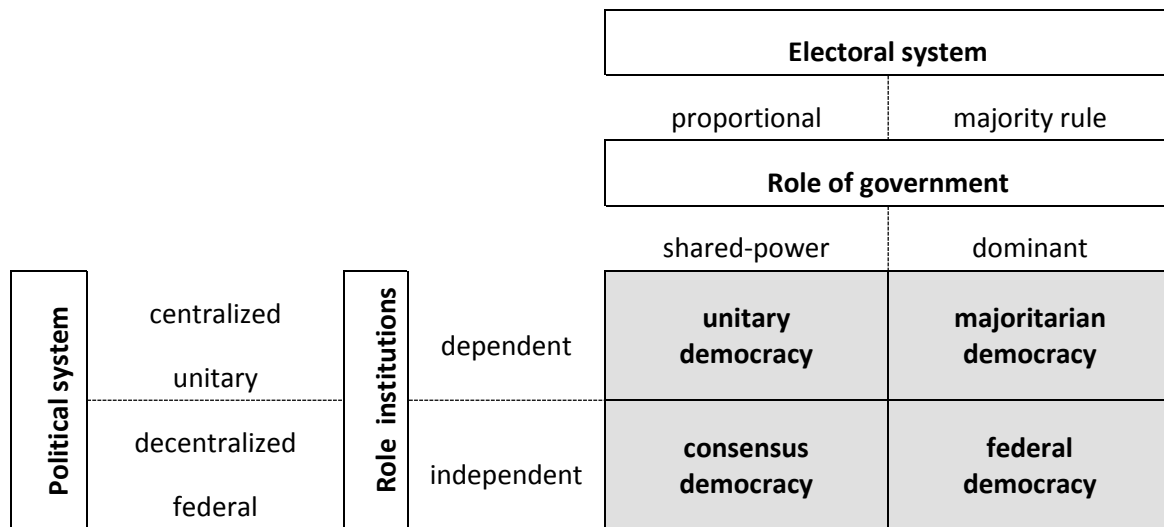 Electoral system
proportional
majority rule
Role of government
shared-power
dominant
Political system
centralized
unitary
Role institutions
dependent
unitary
democracy
majoritarian
democracy
decentralized
federal
independent
consensus
democracy
federal
democracy